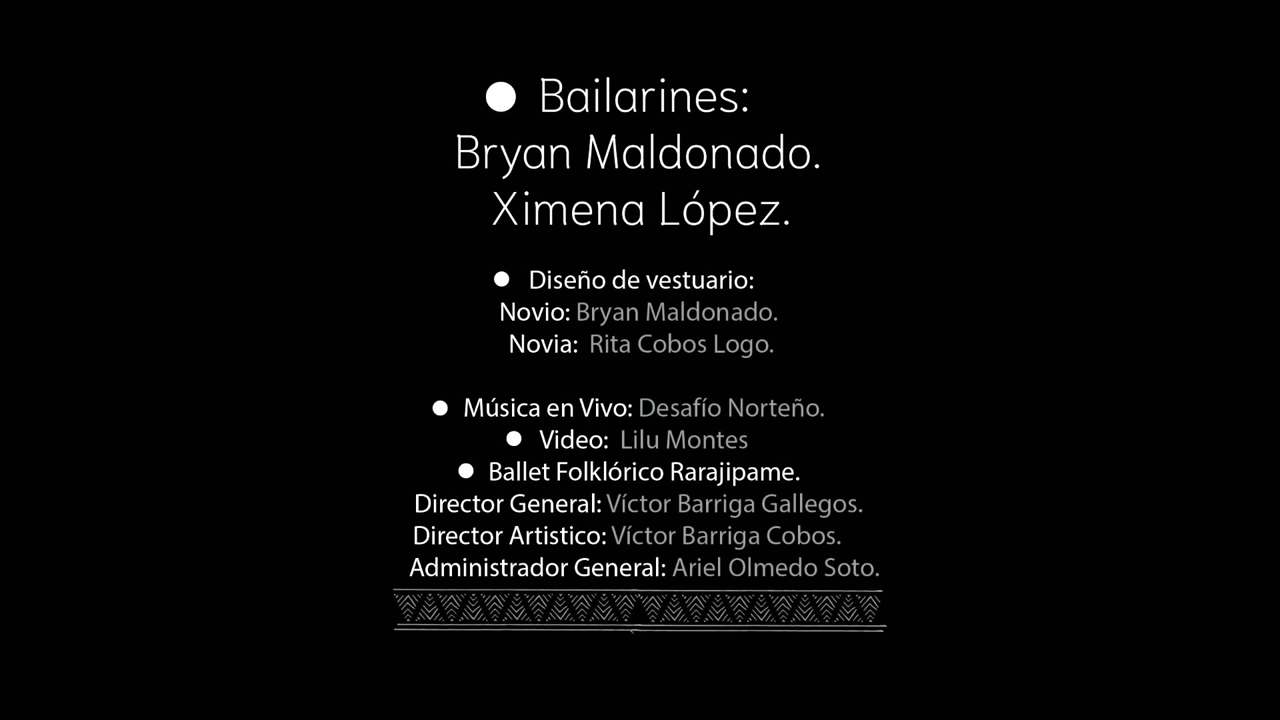 ● Bailarines:
Bryan Maldonado.
Ximena López.
● Diseño de vestuario:
Novio: Bryan Maldonado.
Novia: Rita Cobos Logo.
● Música en Vivo: Desafío Norteño.
● Video: Lilu Montes
● Ballet Folklórico Rarajipame.
Director General: Víctor Barriga Gallegos.
Director Artistico: Víctor Barriga Cobos.
Administrador General: Ariel Olmedo Soto.